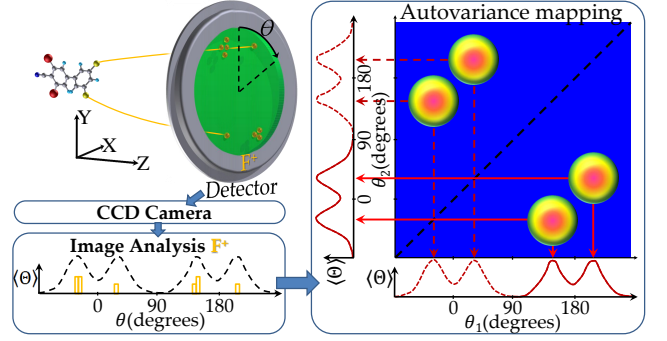 Autovariance mapping
θ
Y
X
Z
F⁺
Detector
CCD Camera
Image Analysis F⁺
⟨Θ⟩
0 90 180
θ(degrees)
180
90
0
θ₂(degrees)
⟨Θ⟩
⟨Θ⟩
0 90 180
θ₁(degrees)